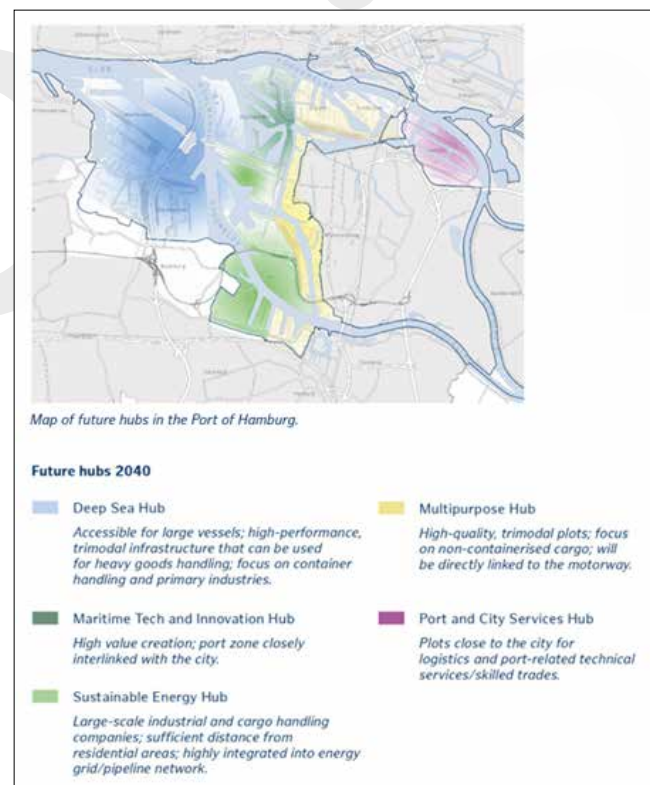 Map of future hubs in the Port of Hamburg.
Future hubs 2040
Deep Sea Hub
Accessible for large vessels; high-performance,
trimodal infrastructure that can be used
for heavy goods handling; focus on container
handling and primary industries.
Maritime Tech and Innovation Hub
High value creation; port zone closely
interlinked with the city.
Sustainable Energy Hub
Large-scale industrial and cargo handling
companies; sufficient distance from
residential areas; highly integrated into energy
grid/pipeline network.
Multipurpose Hub
High-quality, trimodal plots; focus
on non-containerised cargo; will
be directly linked to the motorway.
Port and City Services Hub
Plots close to the city for
logistics and port-related technical
services/skilled trades.